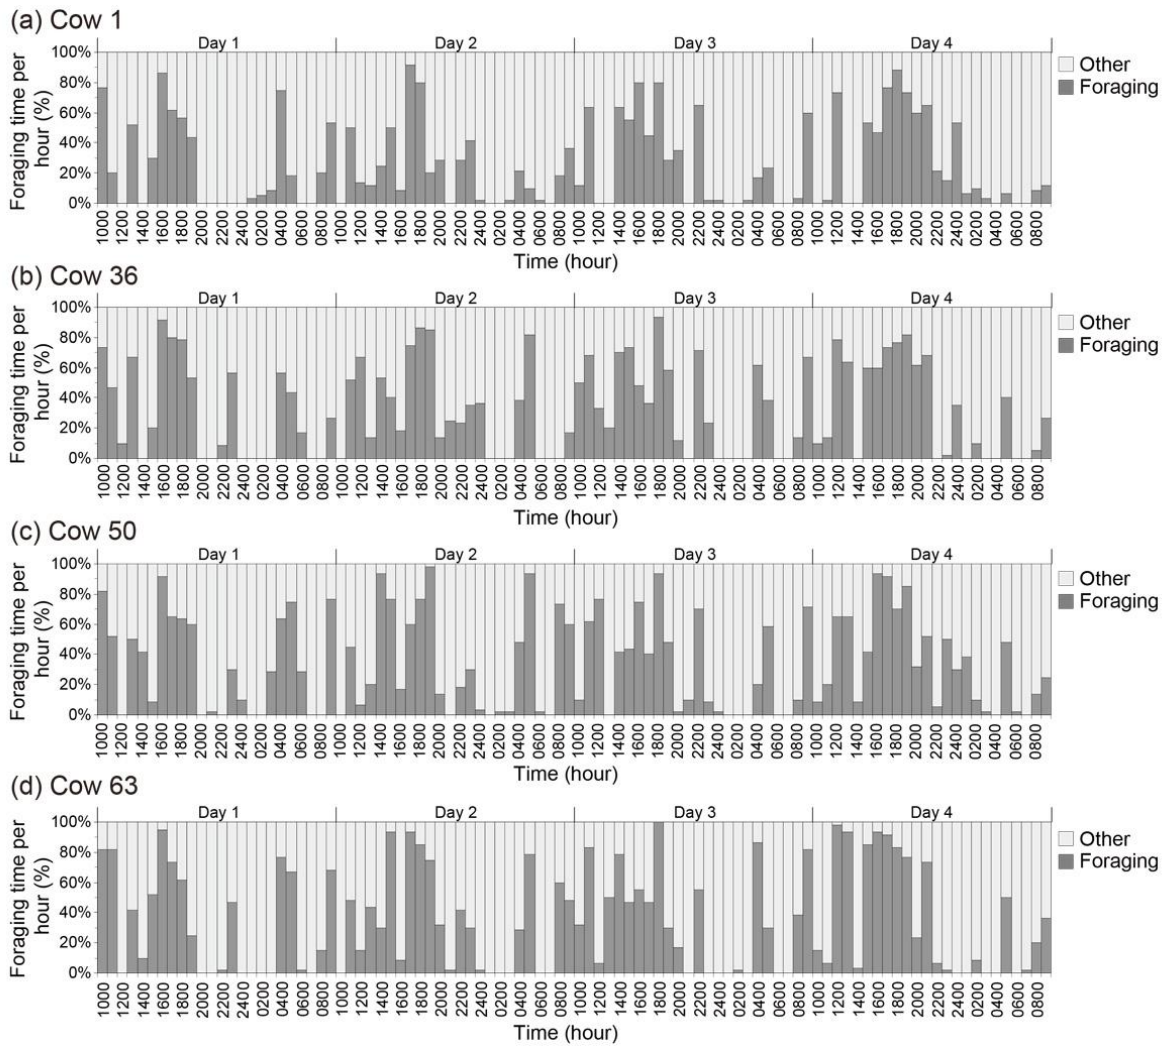 (a) Cow 1
Day 1 Day 2 Day 3 Day 4
Foraging time per
hour (%)
100%
80%
60%
40%
20%
0%
Other
Foraging
1000 1200 1400 1600 1800 2000 2200 2400 0200 0400 0600 0800 1000 1200 1400 1600 1800 2000 2200 2400 0200 0400 0600 0800 1000 1200 1400 1600 1800 2000 2200 2400 0200 0400 0600 0800 1000 1200 1400 1600 1800 2000 2200 2400 0200 0400 0600 0800
Time (hour)
(b) Cow 36
Day 1 Day 2 Day 3 Day 4
Foraging time per
hour (%)
100%
80%
60%
40%
20%
0%
Other
Foraging
1000 1200 1400 1600 1800 2000 2200 2400 0200 0400 0600 0800 1000 1200 1400 1600 1800 2000 2200 2400 0200 0400 0600 0800 1000 1200 1400 1600 1800 2000 2200 2400 0200 0400 0600 0800 1000 1200 1400 1600 1800 2000 2200 2400 0200 0400 0600 0800
Time (hour)
(c) Cow 50
Day 1 Day 2 Day 3 Day 4
Foraging time per
hour (%)
100%
80%
60%
40%
20%
0%
Other
Foraging
1000 1200 1400 1600 1800 2000 2200 2400 0200 0400 0600 0800 1000 1200 1400 1600 1800 2000 2200 2400 0200 0400 0600 0800 1000 1200 1400 1600 1800 2000 2200 2400 0200 0400 0600 0800 1000 1200 1400 1600 1800 2000 2200 2400 0200 0400 0600 0800
Time (hour)
(d) Cow 63
Day 1 Day 2 Day 3 Day 4
Foraging time per
hour (%)
100%
80%
60%
40%
20%
0%
Other
Foraging
1000 1200 1400 1600 1800 2000 2200 2400 0200 0400 0600 0800 1000 1200 1400 1600 1800 2000 2200 2400 0200 0400 0600 0800 1000 1200 1400 1600 1800 2000 2200 2400 0200 0400 0600 0800 1000 1200 1400 1600 1800 2000 2200 2400 0200 0400 0600 0800
Time (hour)